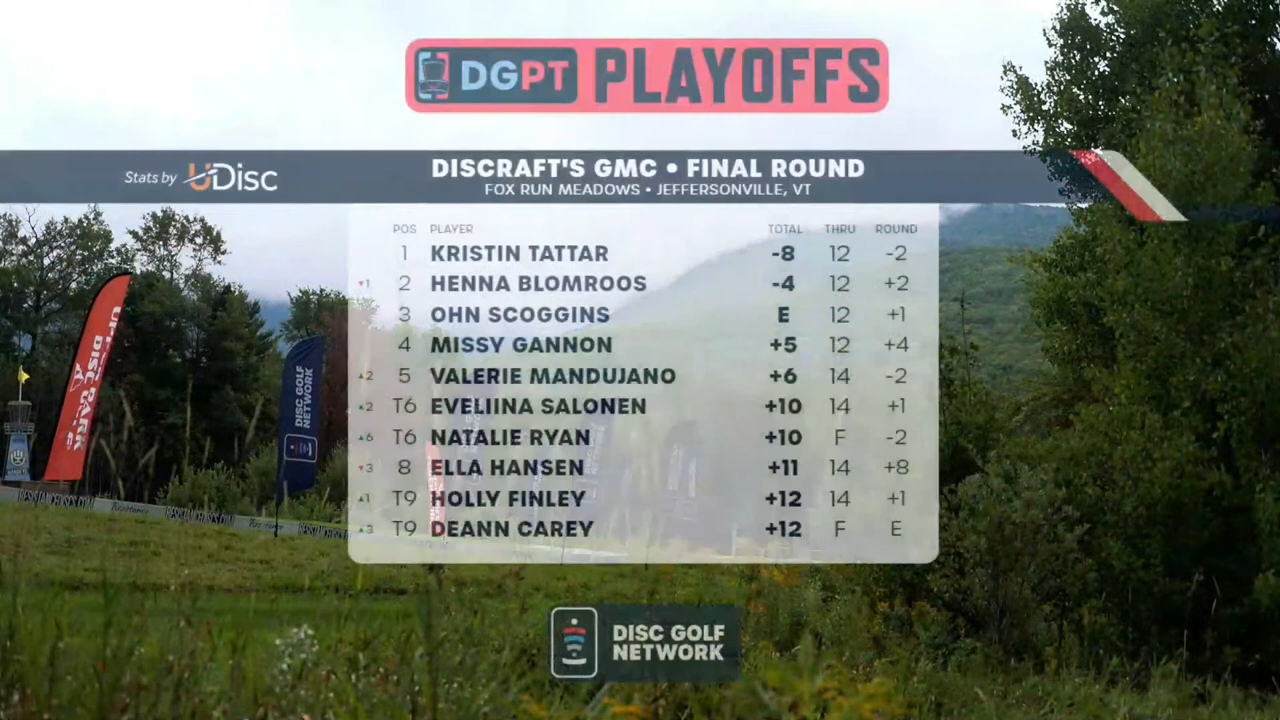 DGPT PLAYOFFS
Stats by UDisc
DISCRAFT'S GMC • FINAL ROUND
FOX RUN MEADOWS • JEFFERSONVILLE, VT
POS PLAYER TOTAL THRU ROUND
1 KRISTIN TATTAR -8 12 -2
▼1 2 HENNA BLOMROOS -4 12 +2
3 OHN SCOGGINS E 12 +1
4 MISSY GANNON +5 12 +4
▲2 5 VALERIE MANDUJANO +6 14 -2
▲2 T6 EVELIINA SALONEN +10 14 +1
▲6 T6 NATALIE RYAN +10 F -2
▼3 8 ELLA HANSEN +11 14 +8
▲1 T9 HOLLY FINLEY +12 14 +1
▲3 T9 DEANN CAREY +12 F E
DISC PARK
DISC GOLF
NETWORK
DISC GOLF
NETWORK